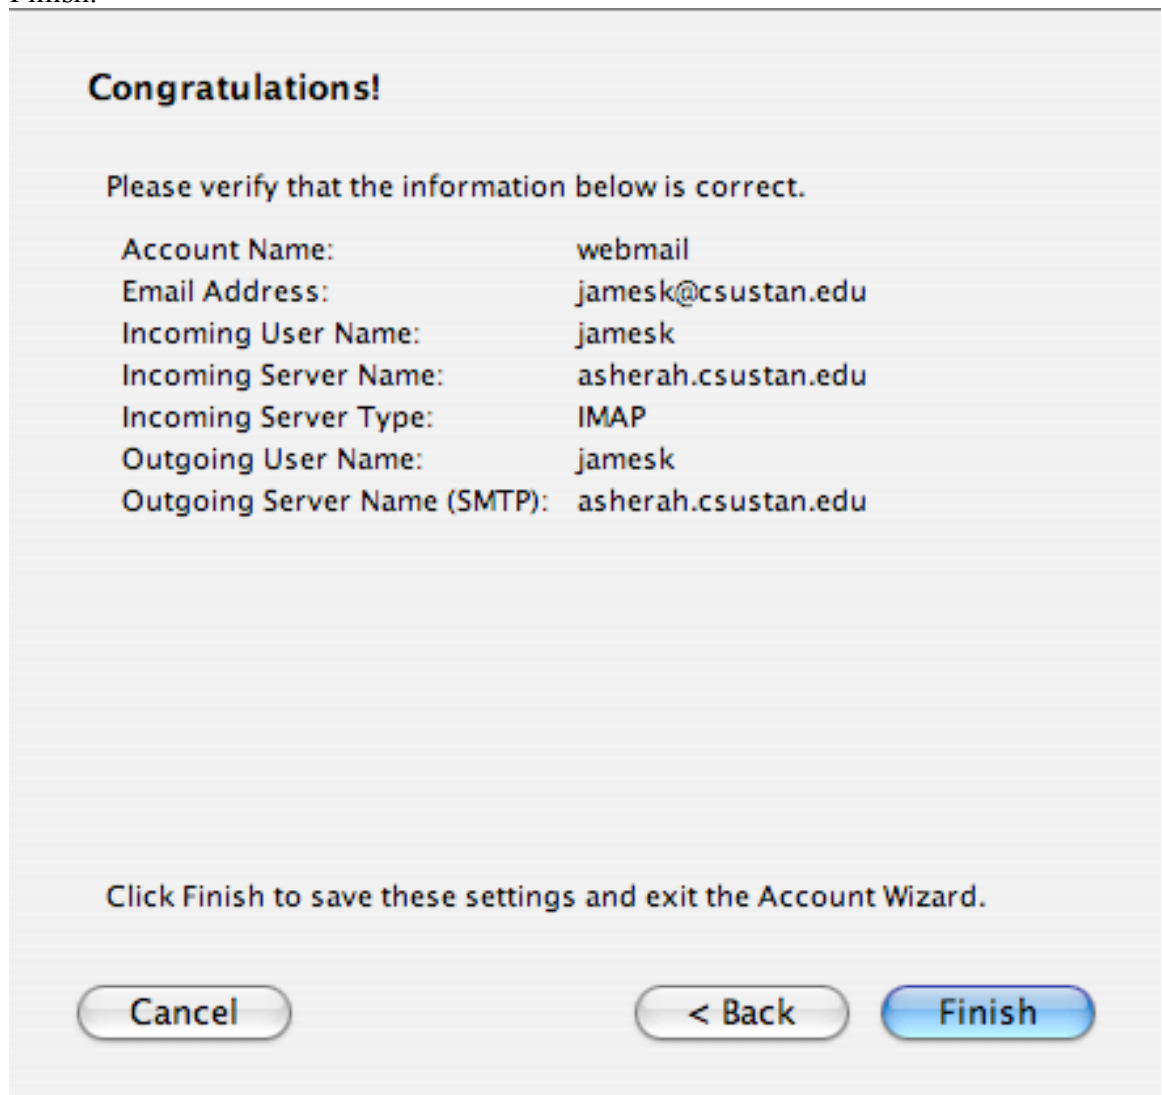 Finish.
Congratulations!
Please verify that the information below is correct.
Account Name: webmail
Email Address: jamesk@csustan.edu
Incoming User Name: jamesk
Incoming Server Name: asherah.csustan.edu
Incoming Server Type: IMAP
Outgoing User Name: jamesk
Outgoing Server Name (SMTP): asherah.csustan.edu
Click Finish to save these settings and exit the Account Wizard.
Cancel < Back Finish